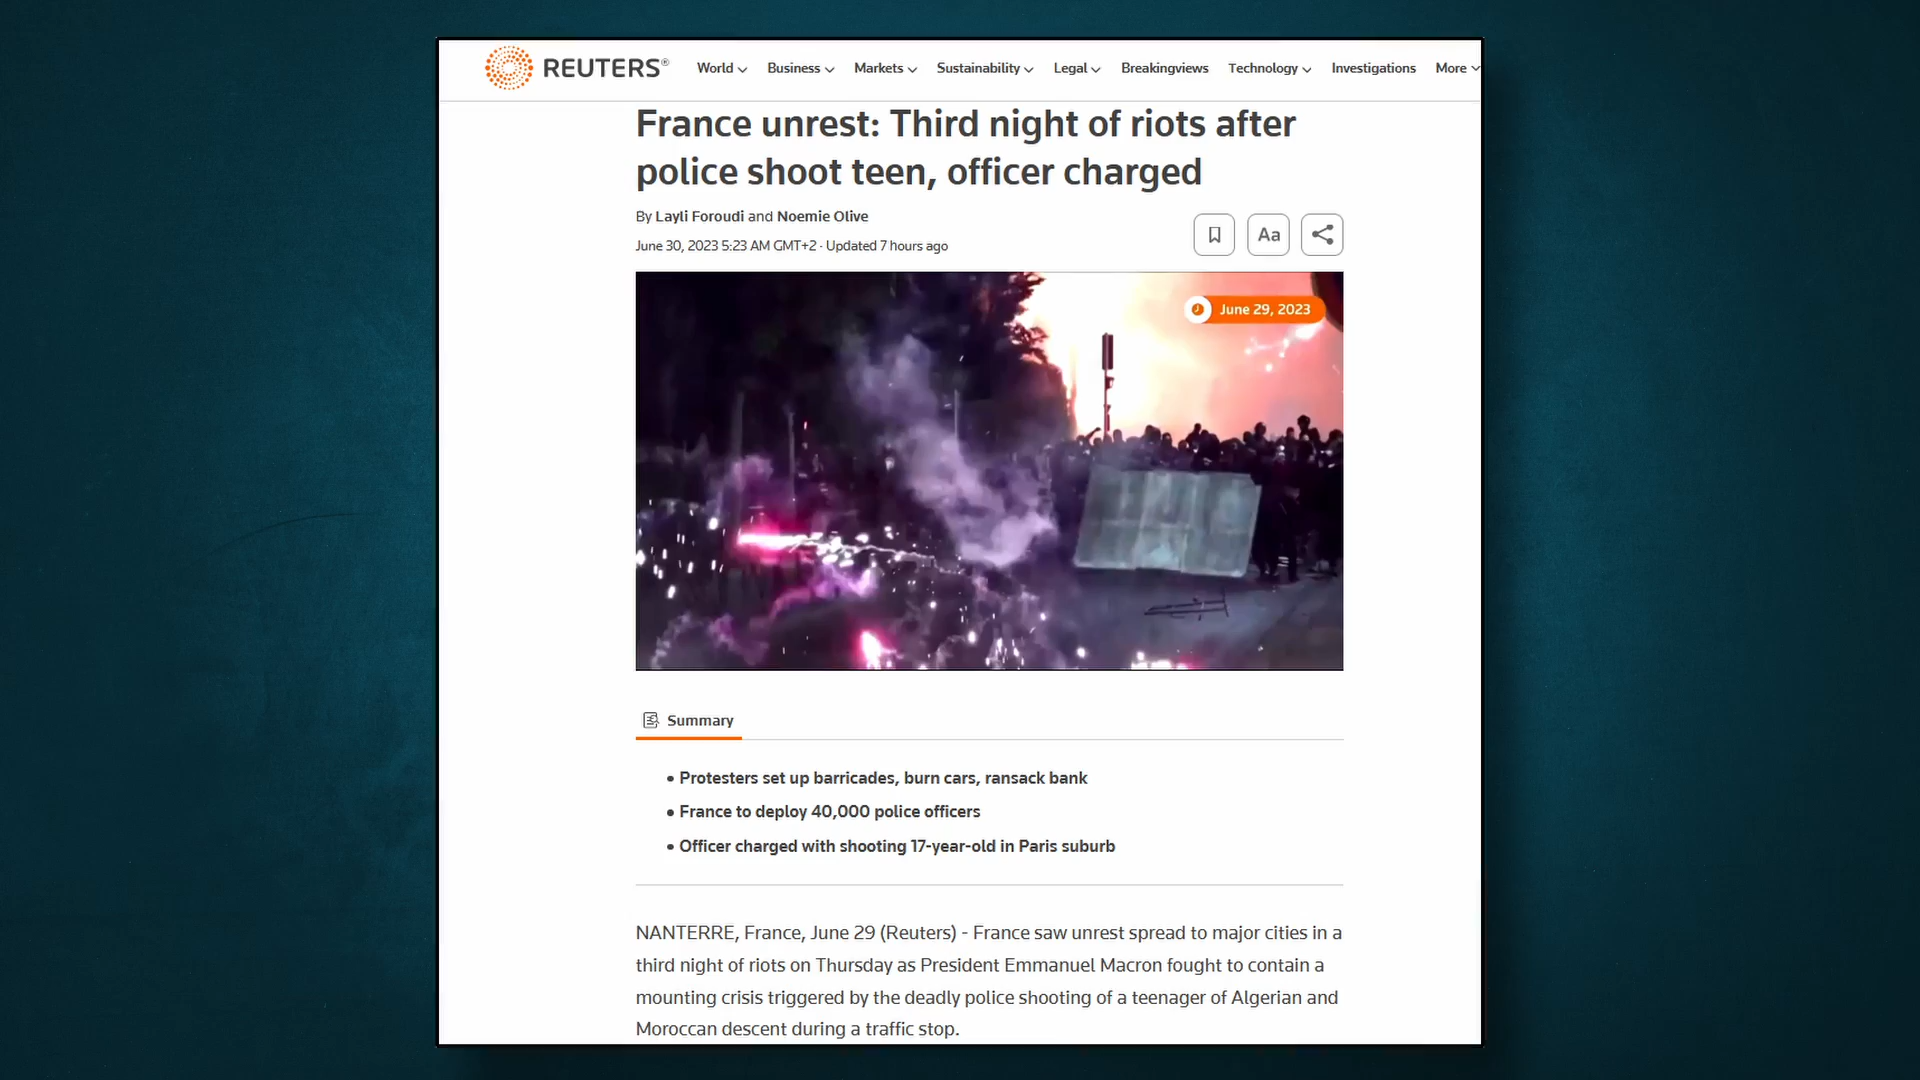 REUTERS®
World
Business
Markets
Sustainability
Legal
Breakingviews
Technology
Investigations
More
France unrest: Third night of riots after
police shoot teen, officer charged
By Layli Foroudi and Noemie Olive
June 30, 2023 5:23 AM GMT+2 · Updated 7 hours ago
Aa
June 29, 2023
Summary
• Protesters set up barricades, burn cars, ransack bank
• France to deploy 40,000 police officers
• Officer charged with shooting 17-year-old in Paris suburb
NANTERRE, France, June 29 (Reuters) - France saw unrest spread to major cities in a
third night of riots on Thursday as President Emmanuel Macron fought to contain a
mounting crisis triggered by the deadly police shooting of a teenager of Algerian and
Moroccan descent during a traffic stop.